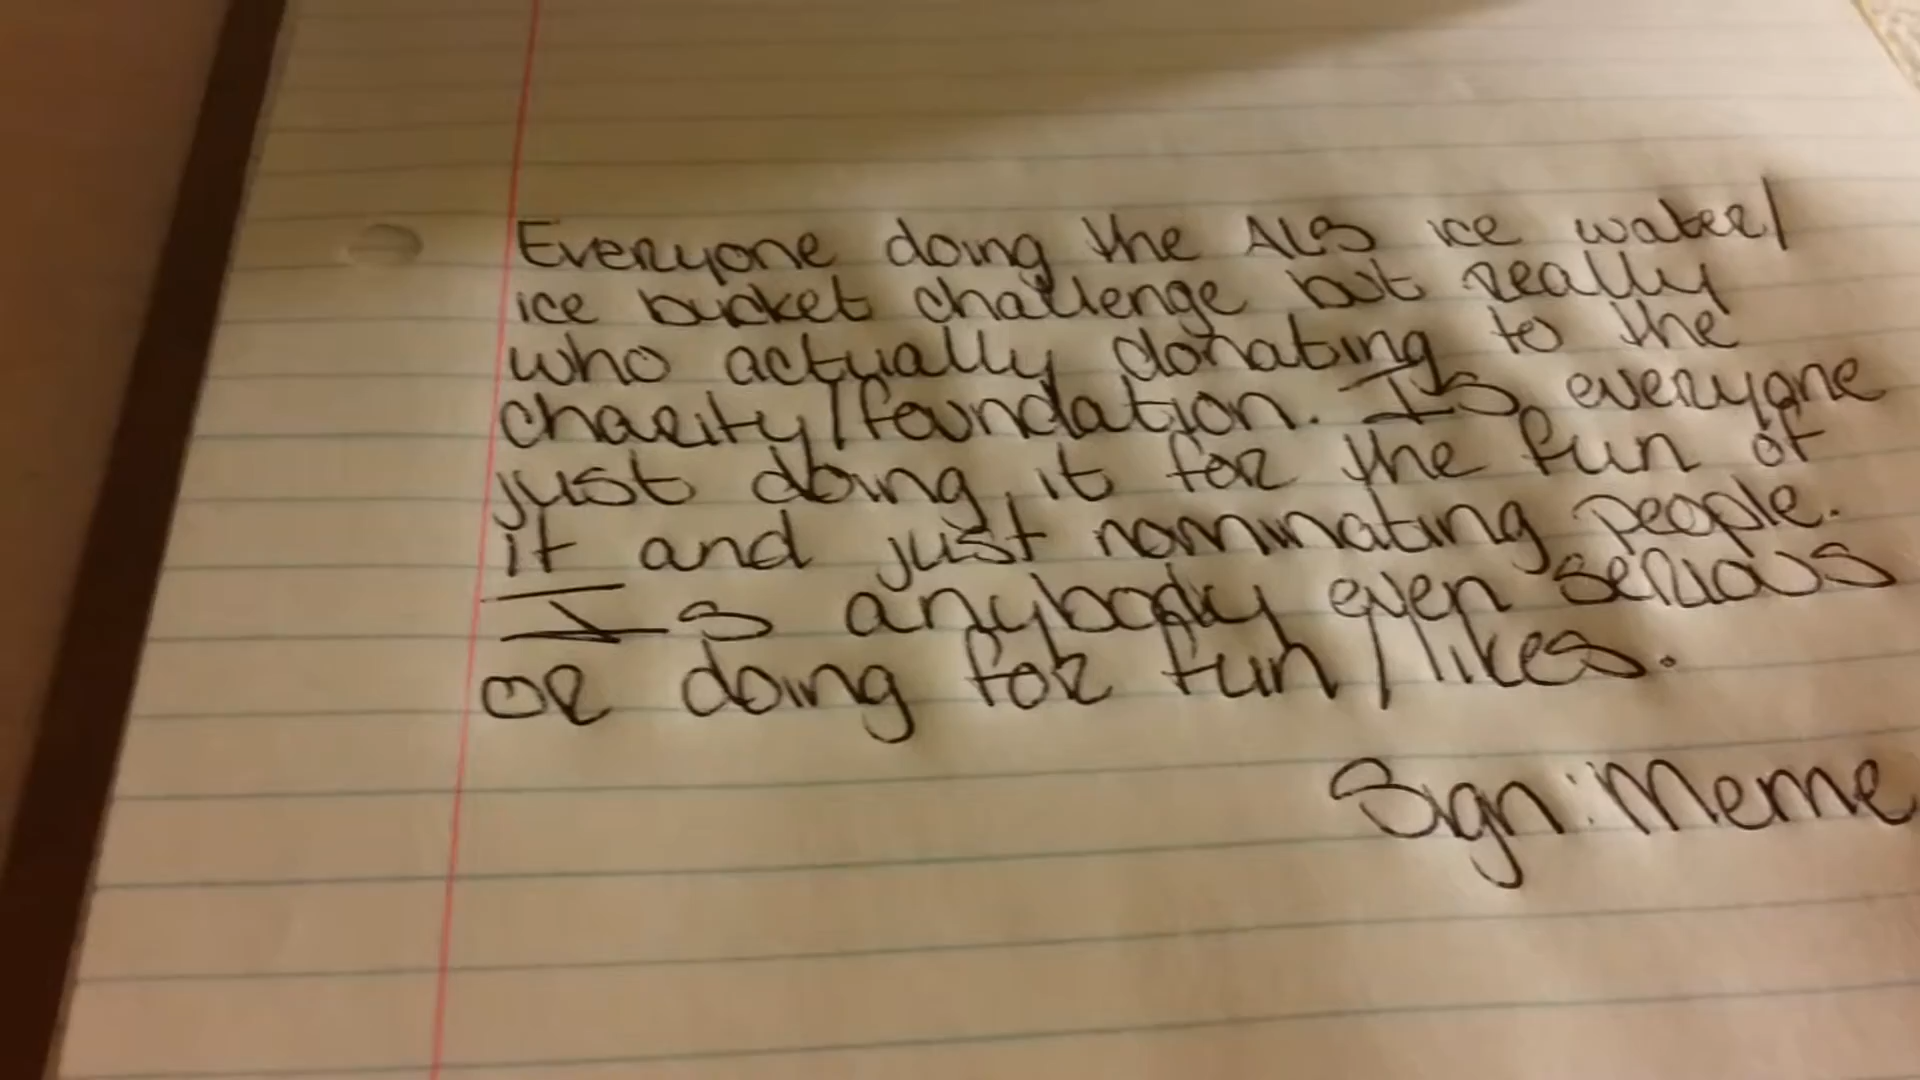 Everyone doing the ALS ice water/
ice bucket challenge but really
who actually donating to the
charity/foundation. Is everyone
just doing it for the fun of
it and just nominating people.
Is anybody even serious
or doing for fun/likes.
Sign: Meme